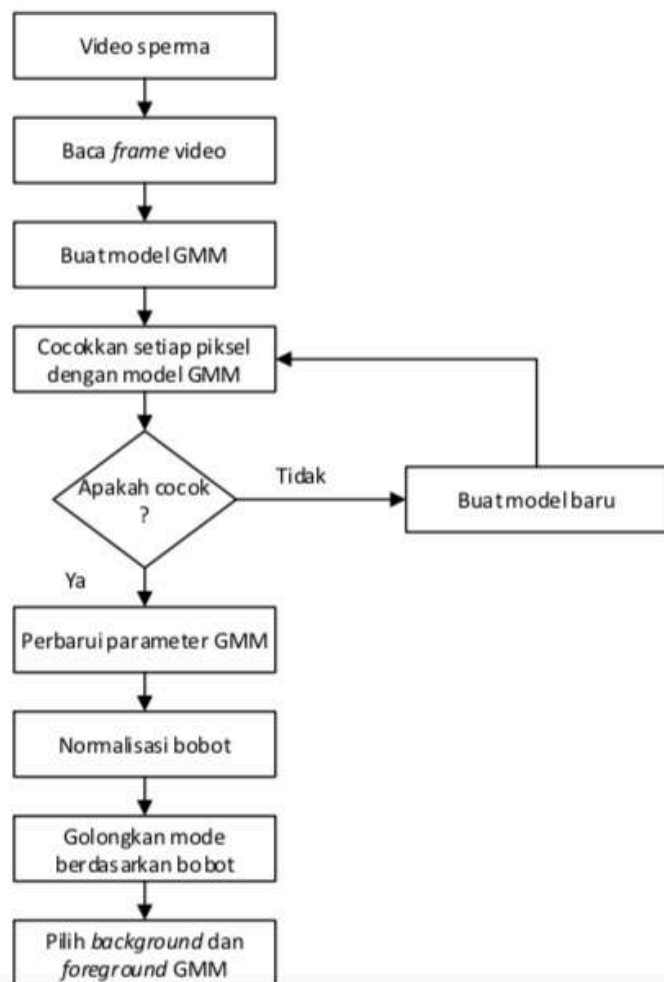 Video sperma
Baca frame video
Buat model GMM
Cocokkan setiap piksel
dengan model GMM
Apakah cocok
?
Tidak
Buat model baru
Ya
Perbarui parameter GMM
Normalisasi bobot
Golongkan mode
berdasarkan bobot
Pilih background dan
foreground GMM